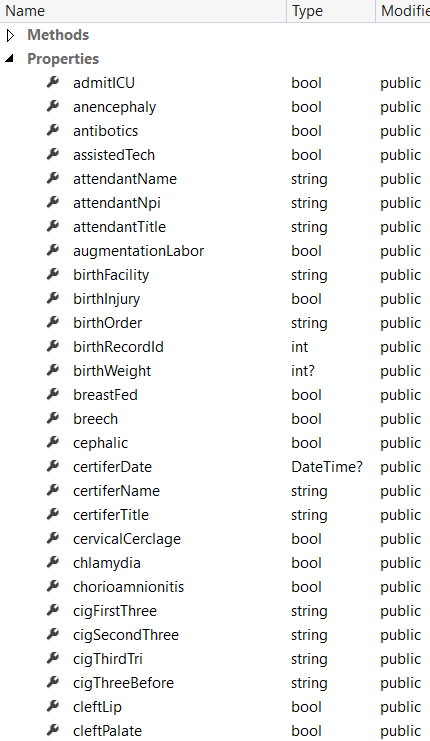 Name Type Modifie
Methods
Properties
admitICU bool public
anencephaly bool public
antibotics bool public
assistedTech bool public
attendantName string public
attendantNpi string public
attendantTitle string public
augmentationLabor bool public
birthFacility string public
birthInjury bool public
birthOrder string public
birthRecordId int public
birthWeight int? public
breastFed bool public
breech bool public
cephalic bool public
certiferDate DateTime? public
certiferName string public
certiferTitle string public
cervicalCerclage bool public
chlamydia bool public
chorioamnionitis bool public
cigFirstThree string public
cigSecondThree string public
cigThirdTri string public
cigThreeBefore string public
cleftLip bool public
cleftPalate bool public